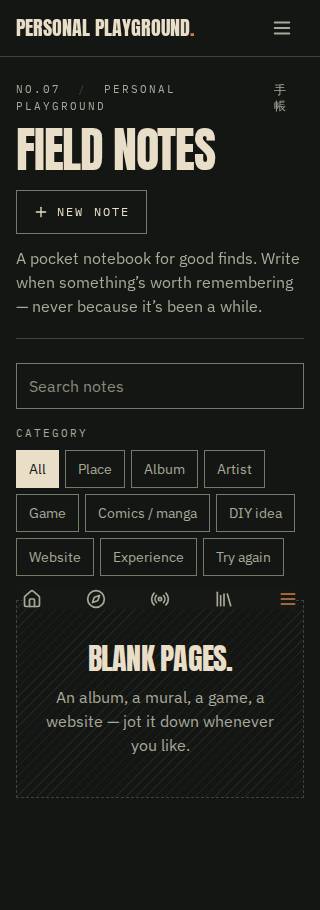 PERSONAL PLAYGROUND.
NO.07 / PERSONAL PLAYGROUND
手帳
FIELD NOTES
+ NEW NOTE
A pocket notebook for good finds. Write
when something’s worth remembering
— never because it’s been a while.
Search notes
CATEGORY
All Place Album Artist
Game Comics / manga DIY idea
Website Experience Try again
BLANK PAGES.
An album, a mural, a game, a
website — jot it down whenever
you like.